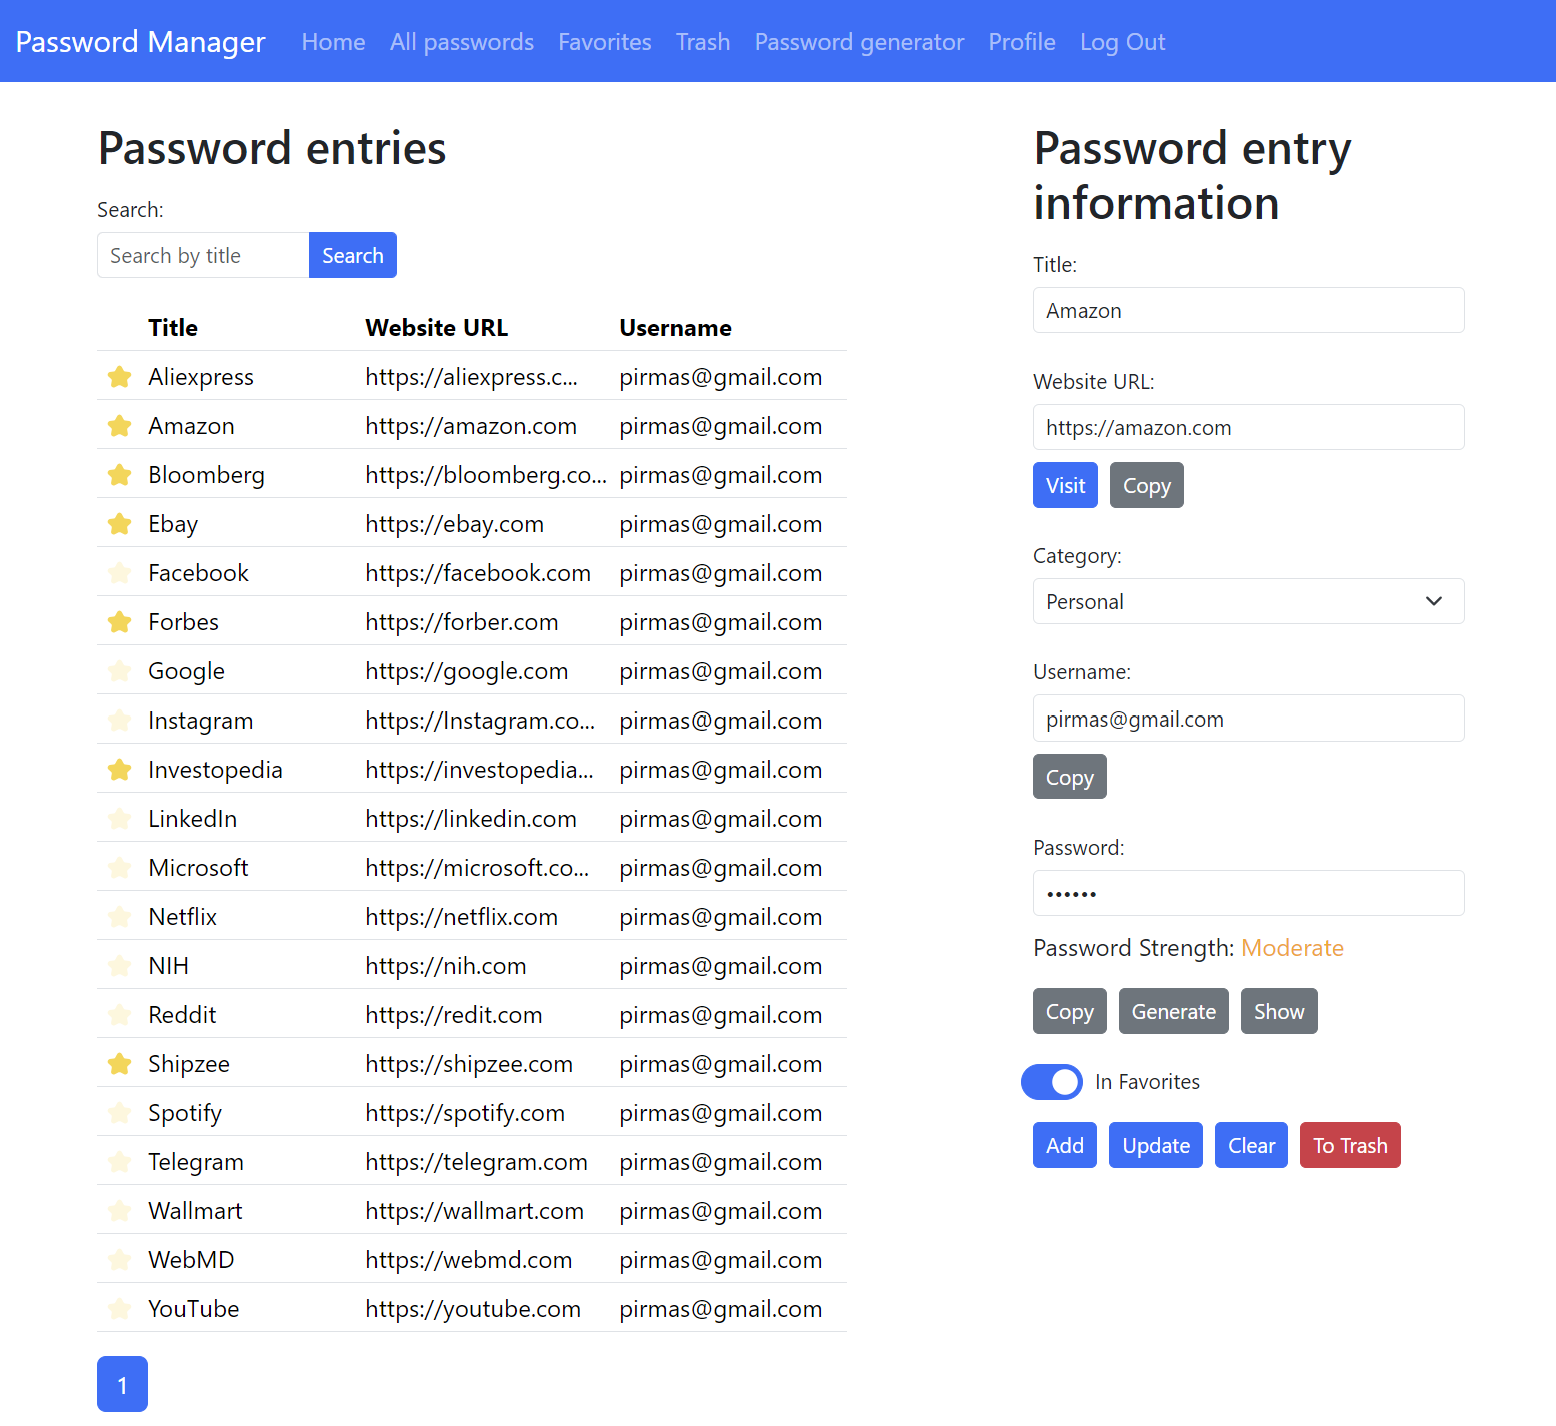 Password Manager Home All passwords Favorites Trash Password generator Profile Log Out
Password entries
Search:
Search by title Search
Title Website URL Username
Aliexpress https://aliexpress.c... pirmas@gmail.com
Amazon https://amazon.com pirmas@gmail.com
Bloomberg https://bloomberg.co... pirmas@gmail.com
Ebay https://ebay.com pirmas@gmail.com
Facebook https://facebook.com pirmas@gmail.com
Forbes https://forber.com pirmas@gmail.com
Google https://google.com pirmas@gmail.com
Instagram https://Instagram.co... pirmas@gmail.com
Investopedia https://investopedia... pirmas@gmail.com
LinkedIn https://linkedin.com pirmas@gmail.com
Microsoft https://microsoft.co... pirmas@gmail.com
Netflix https://netflix.com pirmas@gmail.com
NIH https://nih.com pirmas@gmail.com
Reddit https://redit.com pirmas@gmail.com
Shipzee https://shipzee.com pirmas@gmail.com
Spotify https://spotify.com pirmas@gmail.com
Telegram https://telegram.com pirmas@gmail.com
Wallmart https://wallmart.com pirmas@gmail.com
WebMD https://webmd.com pirmas@gmail.com
YouTube https://youtube.com pirmas@gmail.com
1
Password entry
information
Title:
Amazon
Website URL:
https://amazon.com
Visit Copy
Category:
Personal
Username:
pirmas@gmail.com
Copy
Password:
••••••
Password Strength: Moderate
Copy Generate Show
In Favorites
Add Update Clear To Trash